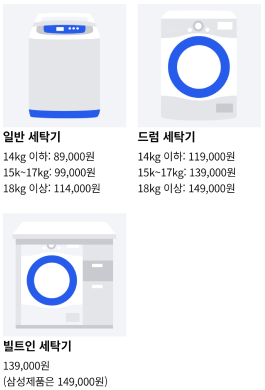 일반 세탁기
14kg 이하: 89,000원
15k~17kg: 99,000원
18kg 이상: 114,000원
드럼 세탁기
14kg 이하: 119,000원
15k~17kg: 139,000원
18kg 이상: 149,000원
빌트인 세탁기
139,000원
(삼성제품은 149,000원)